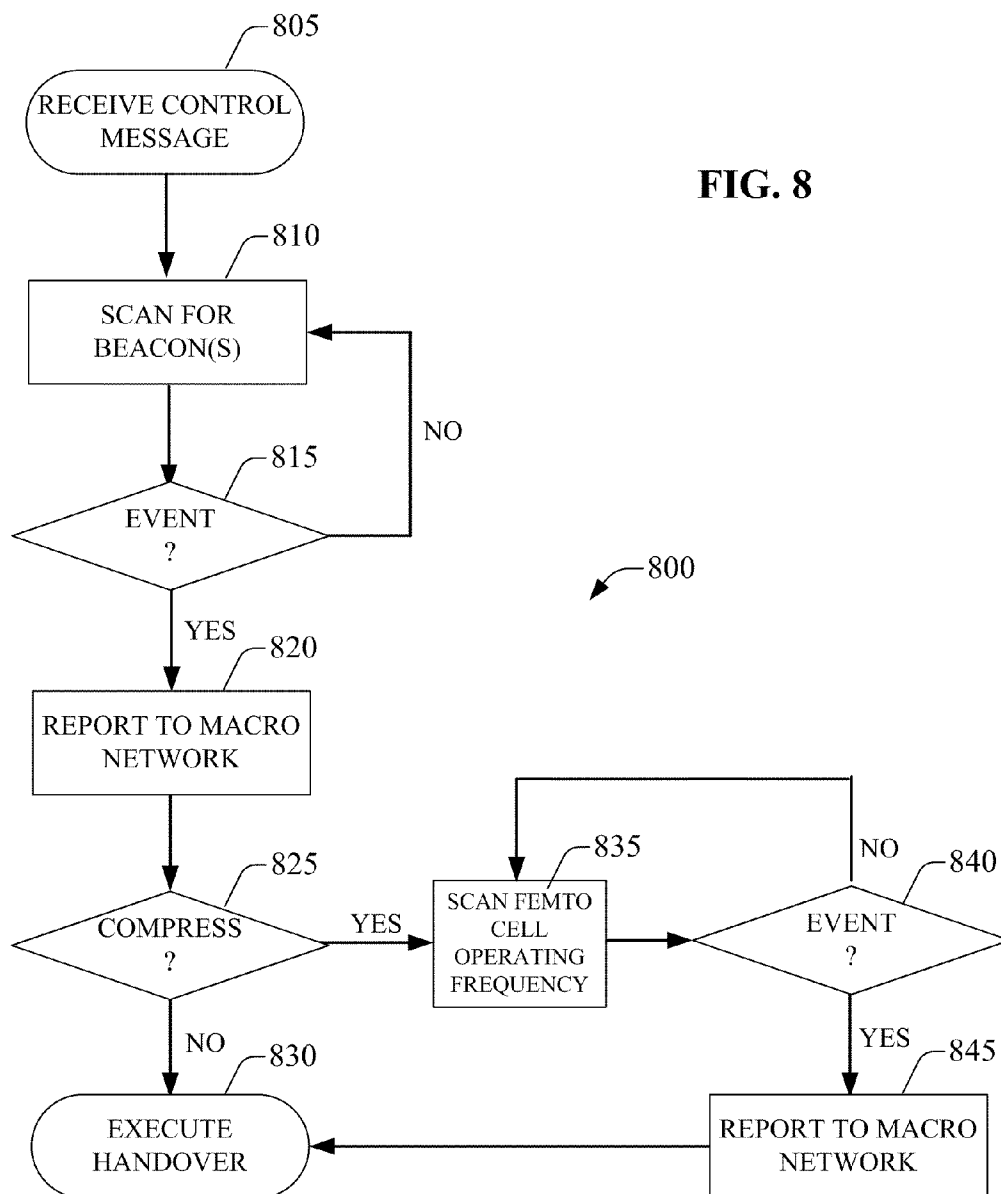 805
RECEIVE CONTROL
MESSAGE
FIG. 8
810
SCAN FOR
BEACON(S)
NO
815
EVENT
?
800
YES
820
REPORT TO MACRO
NETWORK
825
COMPRESS
?
YES
835
SCAN FEMTO
CELL
OPERATING
FREQUENCY
NO
840
EVENT
?
NO
830
EXECUTE
HANDOVER
YES
845
REPORT TO MACRO
NETWORK